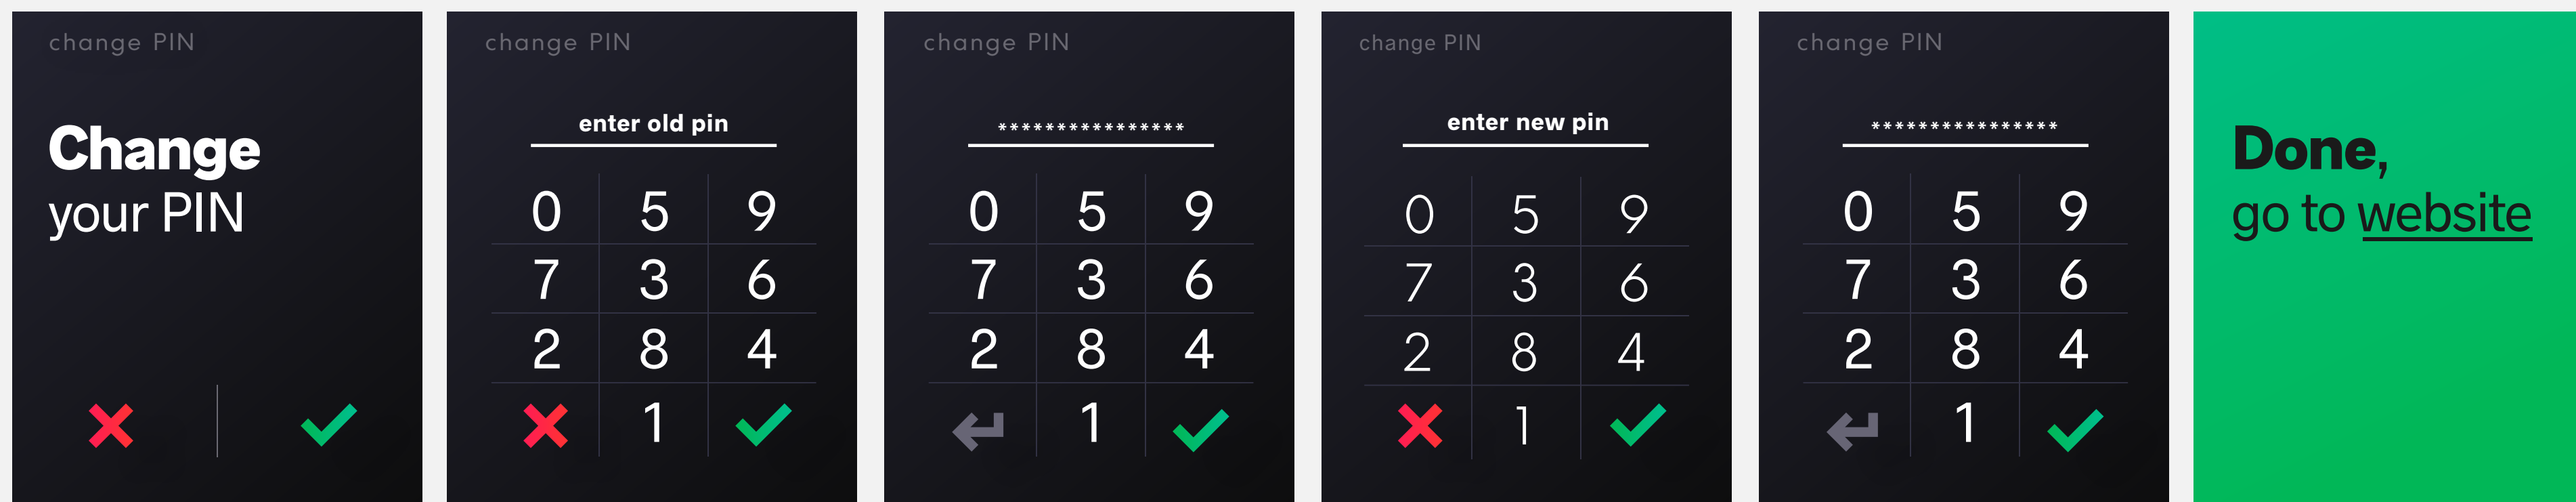 change PIN
Change
your PIN
change PIN
enter old pin
0 5 9
7 3 6
2 8 4
1
change PIN
****************
0 5 9
7 3 6
2 8 4
1
change PIN
enter new pin
0 5 9
7 3 6
2 8 4
1
change PIN
****************
0 5 9
7 3 6
2 8 4
1
Done,
go to website